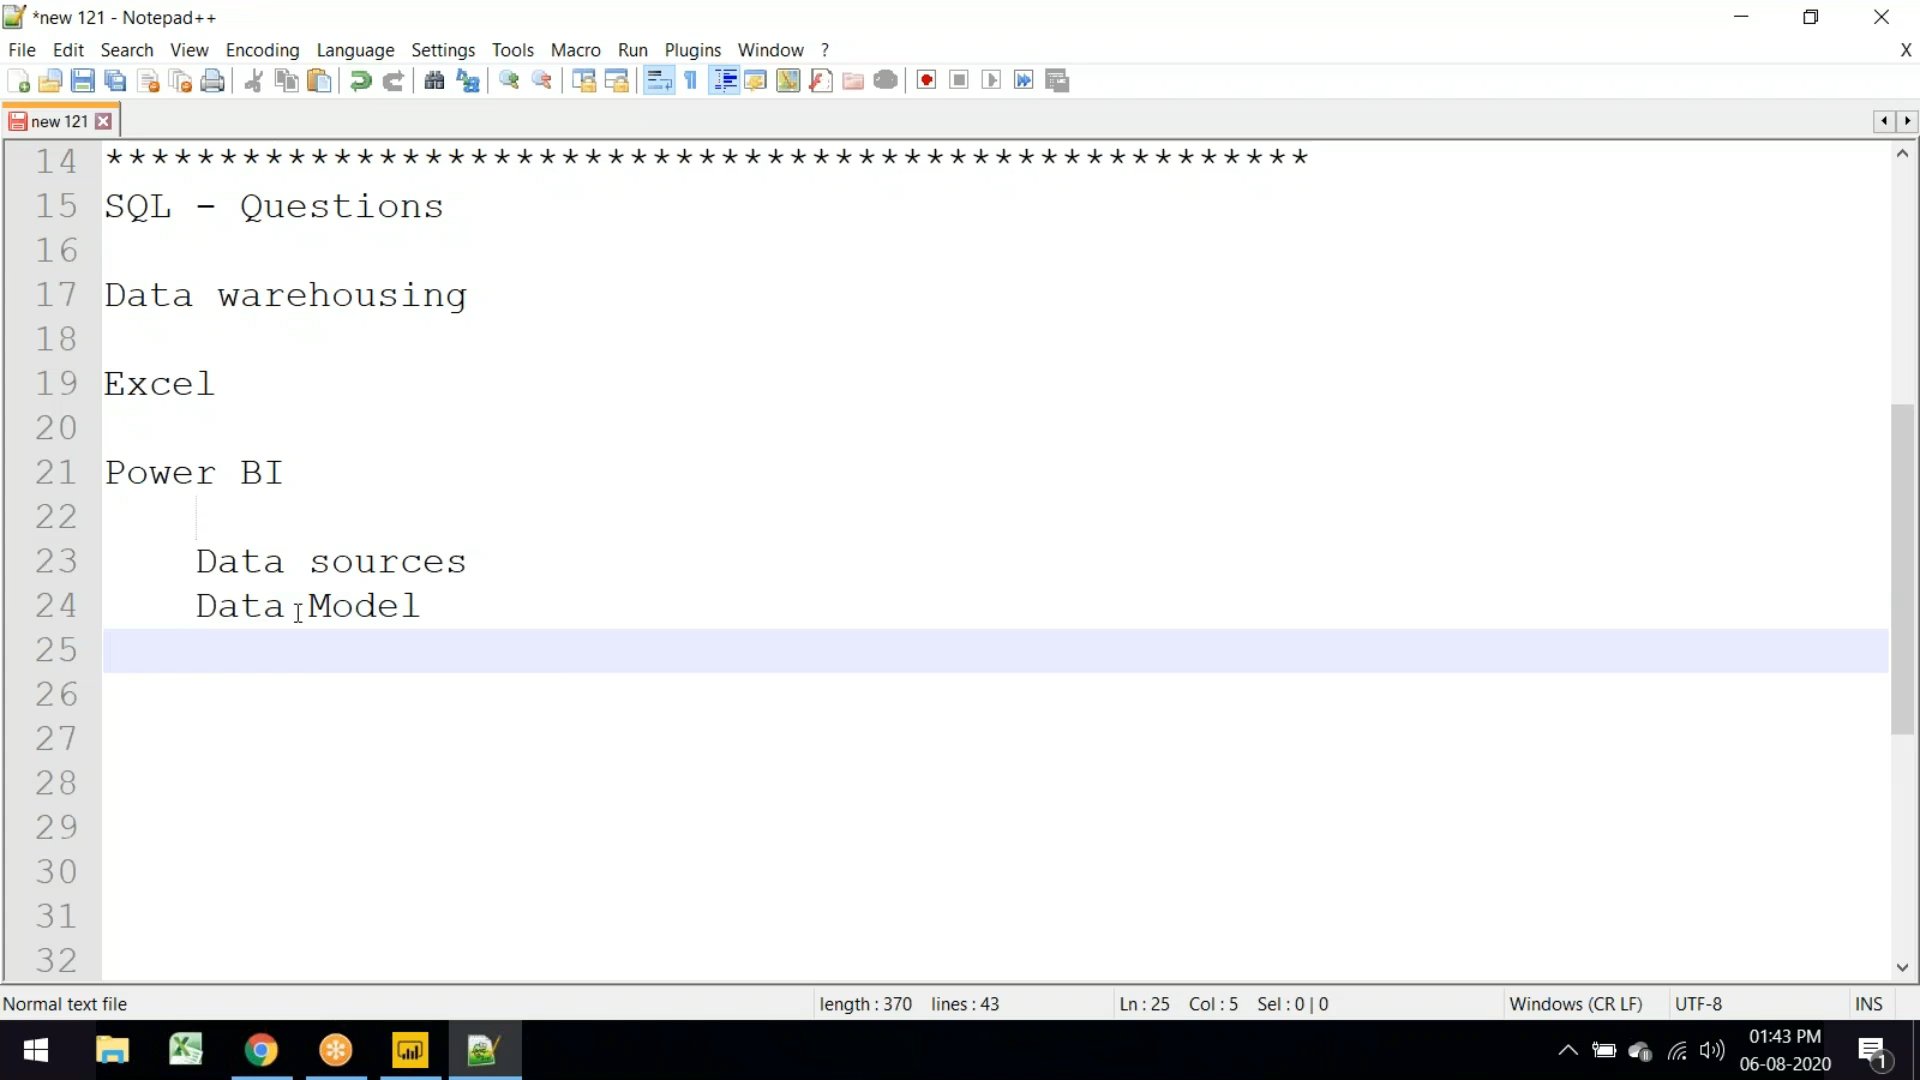 *new 121 - Notepad++
File Edit Search View Encoding Language Settings Tools Macro Run Plugins Window ? X
new 121
14 *****************************************************
15 SQL - Questions
16
17 Data warehousing
18
19 Excel
20
21 Power BI
22
23 Data sources
24 Data Model
25
26
27
28
29
30
31
32
Normal text file length : 370 lines : 43 Ln : 25 Col : 5 Sel : 0 | 0 Windows (CR LF) UTF-8 INS
01:43 PM
06-08-2020
1